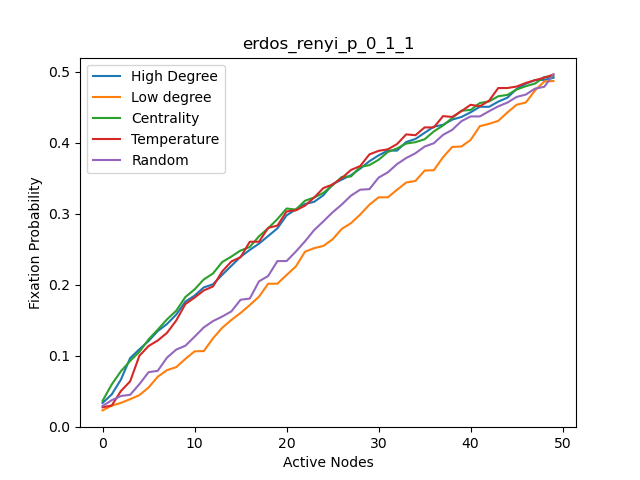 erdos_renyi_p_0_1_1
High Degree
Low degree
Centrality
Temperature
Random
Fixation Probability
0.5
0.4
0.3
0.2
0.1
0.0
0 10 20 30 40 50
Active Nodes